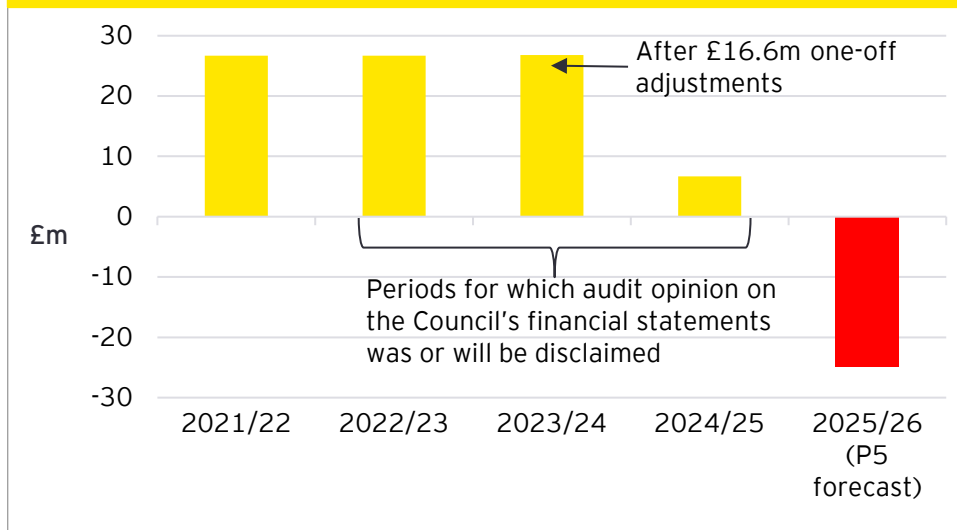 30
20
10
0
-10
-20
-30
£m
After £16.6m one-off
adjustments
Periods for which audit opinion on
the Council's financial statements
was or will be disclaimed
2021/22
2022/23
2023/24
2024/25
2025/26
(P5
forecast)